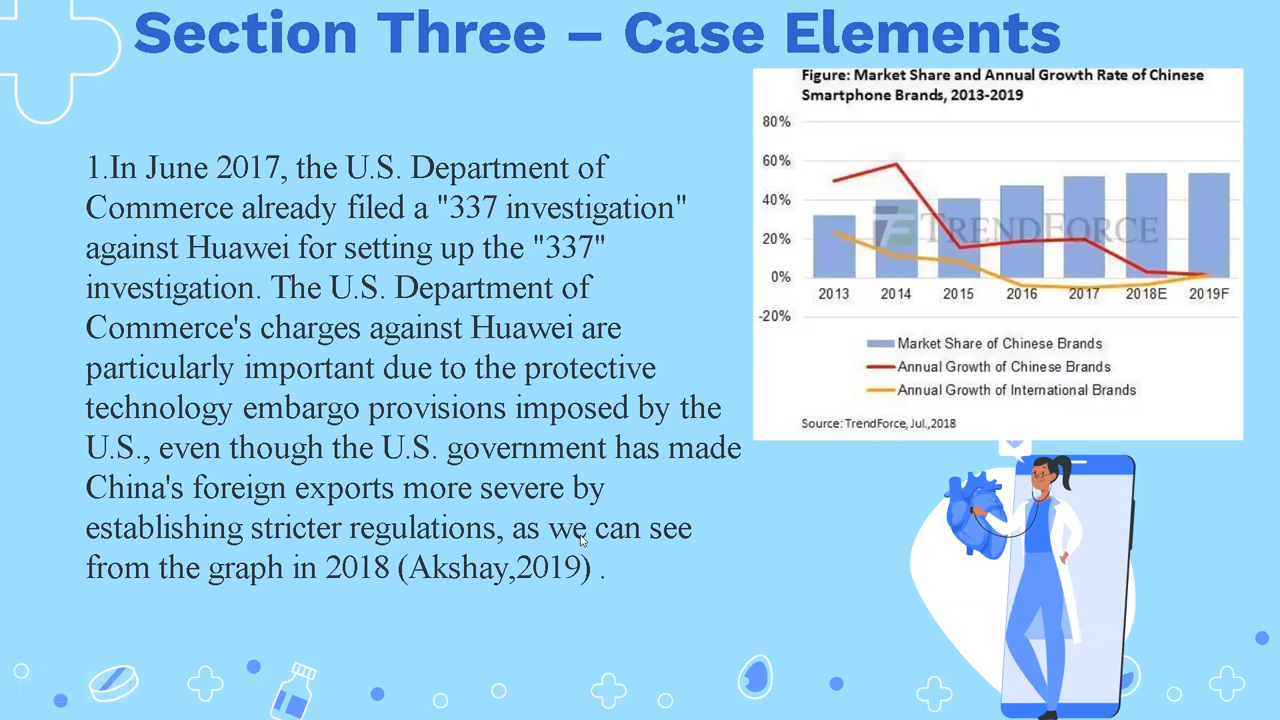 Section Three – Case Elements
1.In June 2017, the U.S. Department of
Commerce already filed a "337 investigation"
against Huawei for setting up the "337"
investigation. The U.S. Department of
Commerce's charges against Huawei are
particularly important due to the protective
technology embargo provisions imposed by the
U.S., even though the U.S. government has made
China's foreign exports more severe by
establishing stricter regulations, as we can see
from the graph in 2018 (Akshay,2019) .
Figure: Market Share and Annual Growth Rate of Chinese
Smartphone Brands, 2013-2019
80%
60%
40%
20%
0%
-20%
TRENDFORCE
2013 2014 2015 2016 2017 2018E 2019F
Market Share of Chinese Brands
Annual Growth of Chinese Brands
Annual Growth of International Brands
Source: TrendForce, Jul.,2018